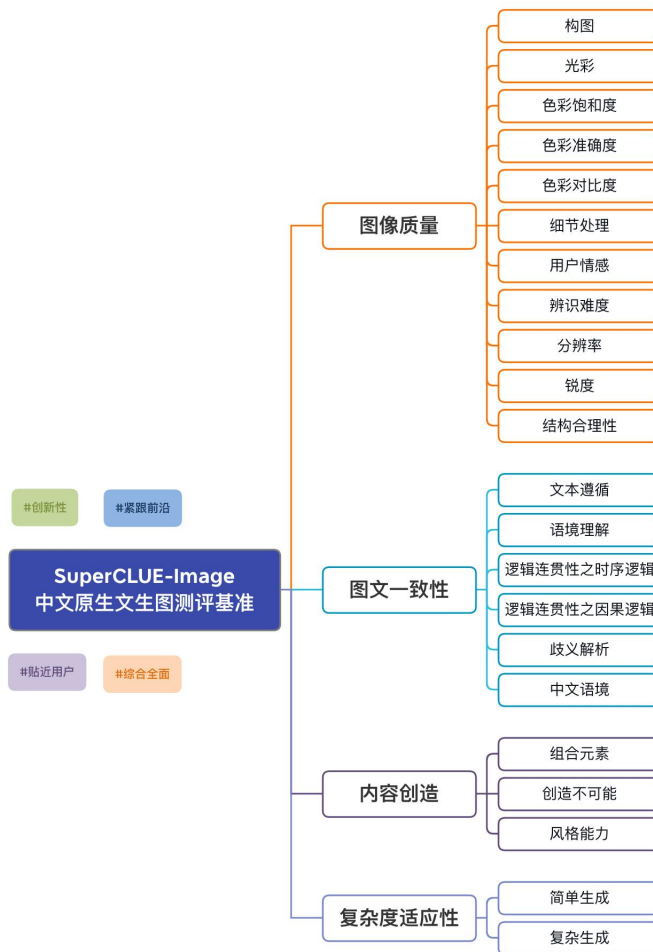 构图
光彩
色彩饱和度
色彩准确度
色彩对比度
图像质量
细节处理
用户情感
辨识难度
分辨率
锐度
结构合理性
#创新性
#紧跟前沿
SuperCLUE-Image
中文原生文生图测评基准
#贴近用户
#综合全面
图文一致性
文本遵循
语境理解
逻辑连贯性之时序逻辑
逻辑连贯性之因果逻辑
歧义解析
中文语境
内容创造
组合元素
创造不可能
风格能力
复杂度适应性
简单生成
复杂生成